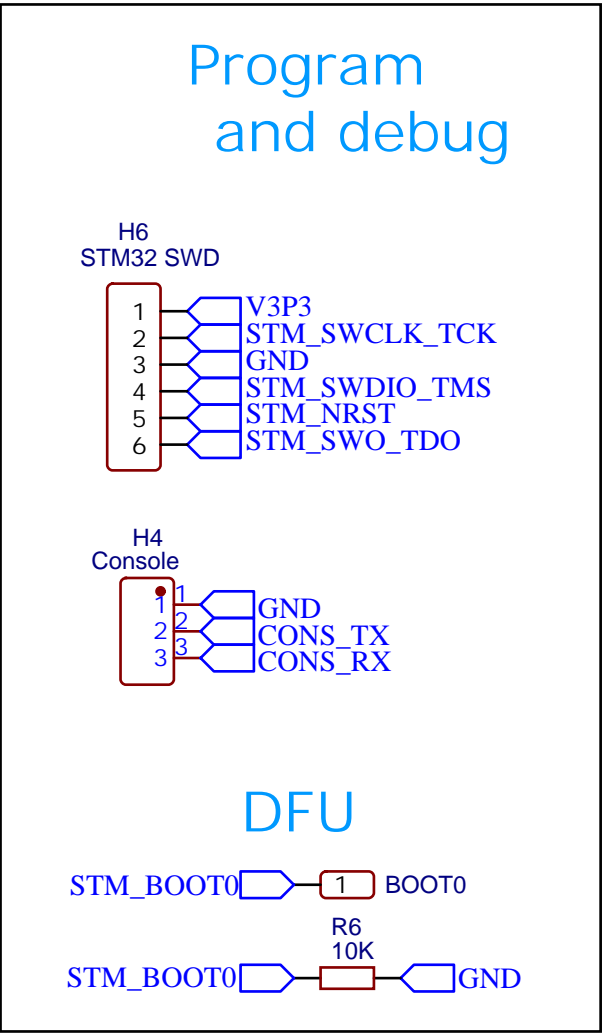 Program
and debug
H6
STM32 SWD
1 V3P3
2 STM_SWCLK_TCK
3 GND
4 STM_SWDIO_TMS
5 STM_NRST
6 STM_SWO_TDO
H4
Console
1 1 GND
2 2 CONS_TX
3 3 CONS_RX
DFU
STM_BOOT0 1 BOOT0
R6
10K
STM_BOOT0 GND